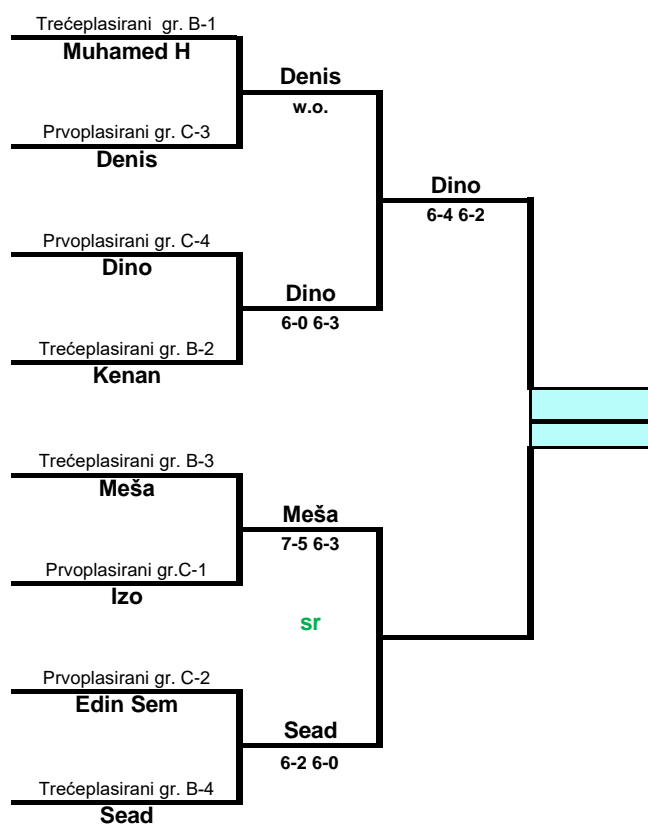 Trećeplasirani gr. B-1
Muhamed H
Denis
w.o.
Prvoplasirani gr. C-3
Denis
Dino
6-4 6-2
Prvoplasirani gr. C-4
Dino
Dino
6-0 6-3
Trećeplasirani gr. B-2
Kenan
Trećeplasirani gr. B-3
Meša
Meša
7-5 6-3
Prvoplasirani gr.C-1
Izo
sr
Prvoplasirani gr. C-2
Edin Sem
Sead
6-2 6-0
Trećeplasirani gr. B-4
Sead